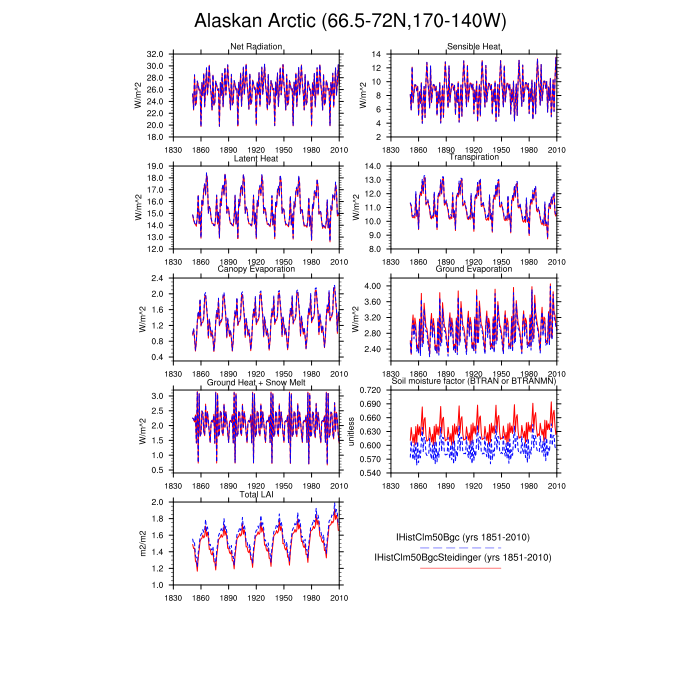 Alaskan Arctic (66.5-72N,170-140W)
Net Radiation
W/m^2
32.0
30.0
28.0
26.0
24.0
22.0
20.0
18.0
1830 1860 1890 1920 1950 1980 2010
Sensible Heat
W/m^2
14
12
10
8
6
4
2
1830 1860 1890 1920 1950 1980 2010
Latent Heat
W/m^2
19.0
18.0
17.0
16.0
15.0
14.0
13.0
12.0
1830 1860 1890 1920 1950 1980 2010
Transpiration
W/m^2
14.0
13.0
12.0
11.0
10.0
9.0
8.0
1830 1860 1890 1920 1950 1980 2010
Canopy Evaporation
W/m^2
2.4
2.0
1.6
1.2
0.8
0.4
1830 1860 1890 1920 1950 1980 2010
Ground Evaporation
W/m^2
4.00
3.60
3.20
2.80
2.40
1830 1860 1890 1920 1950 1980 2010
Ground Heat + Snow Melt
W/m^2
3.0
2.5
2.0
1.5
1.0
0.5
1830 1860 1890 1920 1950 1980 2010
Soil moisture factor (BTRAN or BTRANMN)
unitless
0.720
0.690
0.660
0.630
0.600
0.570
0.540
1830 1860 1890 1920 1950 1980 2010
Total LAI
m2/m2
2.0
1.8
1.6
1.4
1.2
1.0
1830 1860 1890 1920 1950 1980 2010
IHistClm50Bgc (yrs 1851-2010)
IHistClm50BgcSteidinger (yrs 1851-2010)